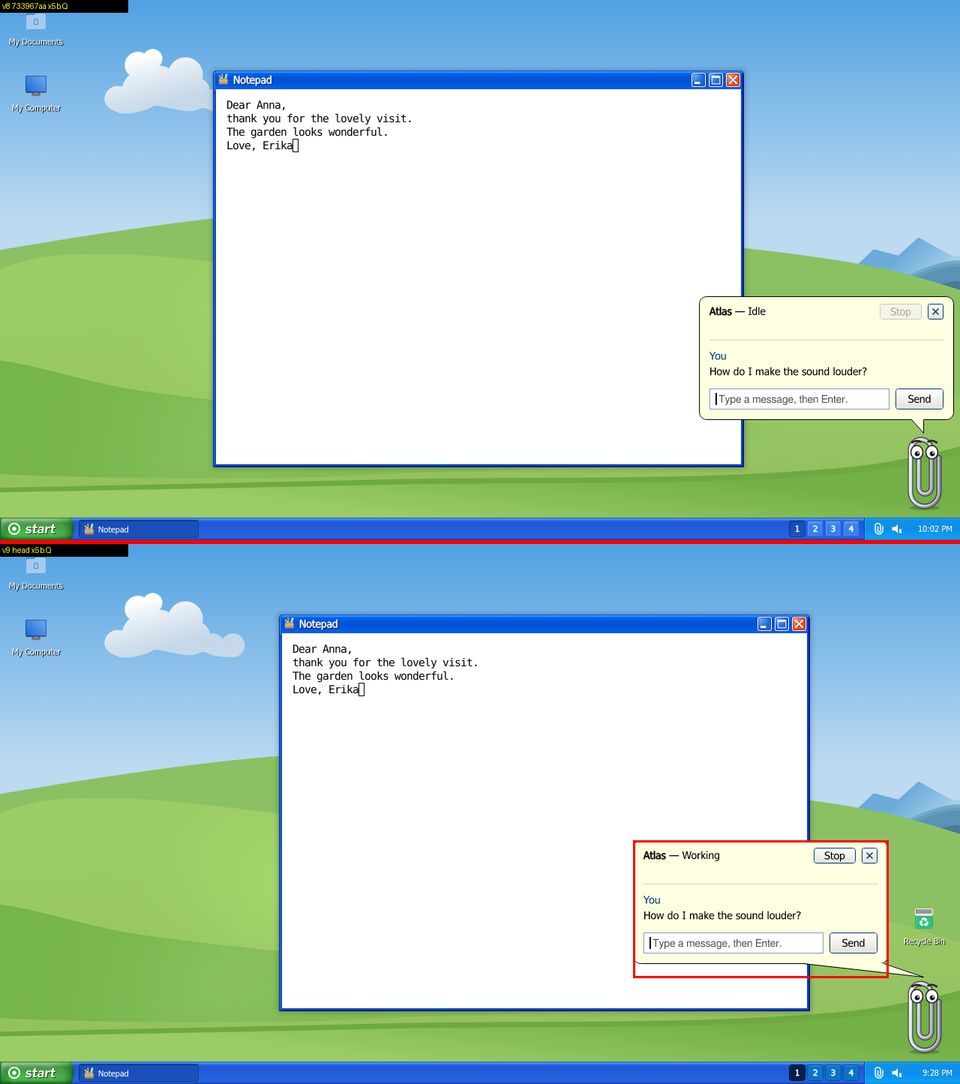 v8 733967aa x5b.Q
My Documents
My Computer
Notepad
Dear Anna,
thank you for the lovely visit.
The garden looks wonderful.
Love, Erika
Atlas — Idle
Stop
You
How do I make the sound louder?
Type a message, then Enter.
Send
start
Notepad
1 2 3 4
10:02 PM
v9 head x5b.Q
My Documents
My Computer
Notepad
Dear Anna,
thank you for the lovely visit.
The garden looks wonderful.
Love, Erika
Atlas — Working
Stop
You
How do I make the sound louder?
Type a message, then Enter.
Send
Recycle Bin
start
Notepad
1 2 3 4
9:28 PM